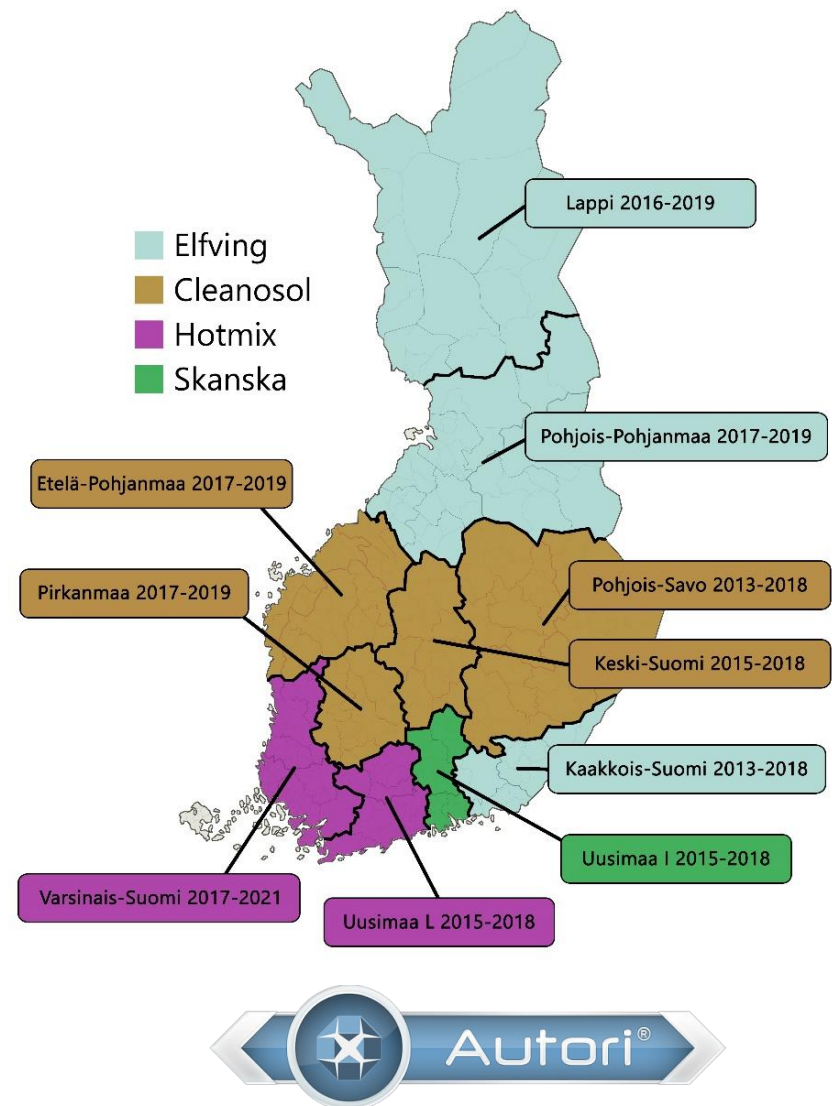 Lappi 2016-2019
Elfving
Cleanosol
Hotmix
Skanska
Pohjois-Pohjanmaa 2017-2019
Etelä-Pohjanmaa 2017-2019
Pirkanmaa 2017-2019
Pohjois-Savo 2013-2018
Keski-Suomi 2015-2018
Kaakkois-Suomi 2013-2018
Uusimaa I 2015-2018
Varsinais-Suomi 2017-2021
Uusimaa L 2015-2018
Autori®